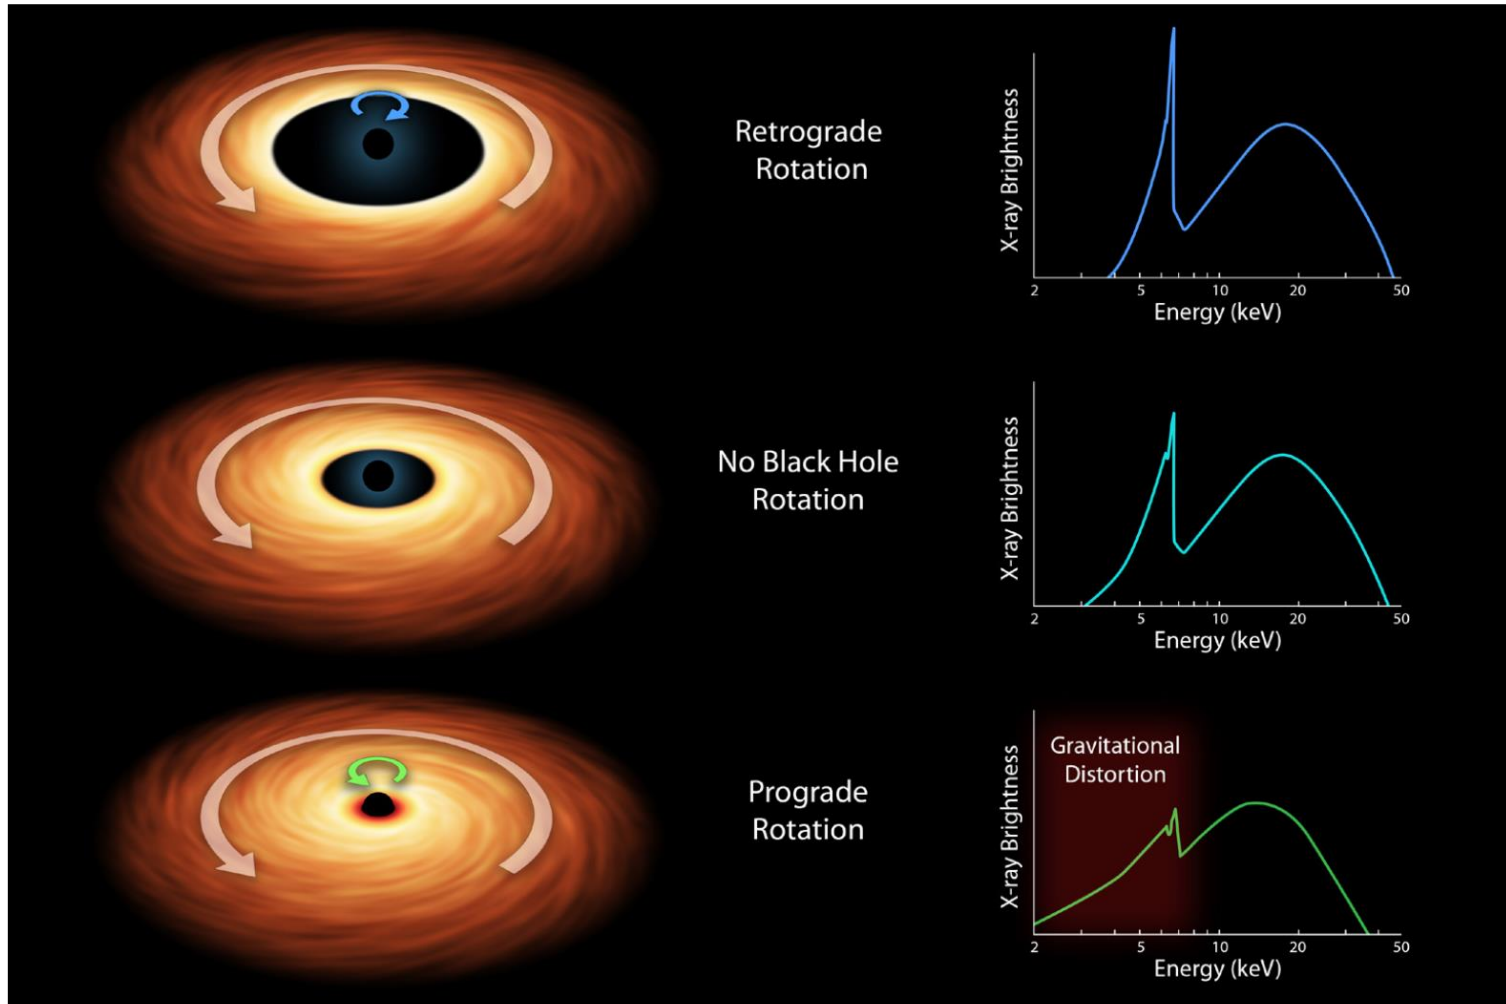 Retrograde
Rotation
X-ray Brightness
2 5 10 20 50
Energy (keV)
No Black Hole
Rotation
X-ray Brightness
2 5 10 20 50
Energy (keV)
Prograde
Rotation
Gravitational
Distortion
X-ray Brightness
2 5 10 20 50
Energy (keV)